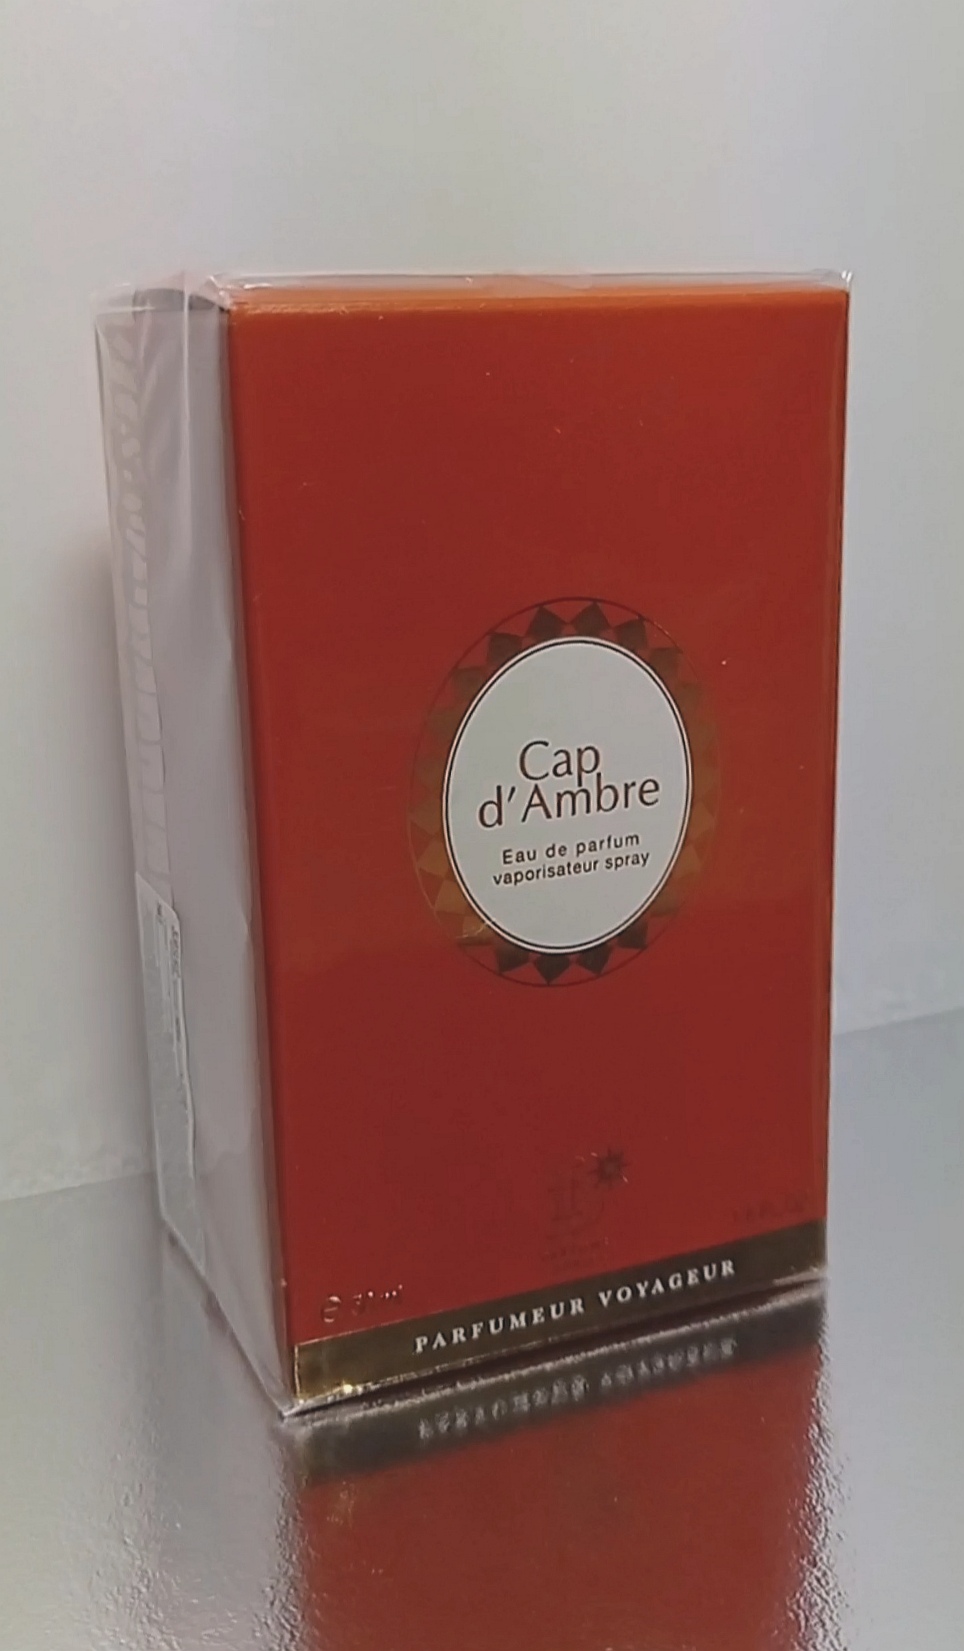 Cap
d'Ambre
Eau de parfum
vaporisateur spray
PARFUMEUR VOYAGEUR